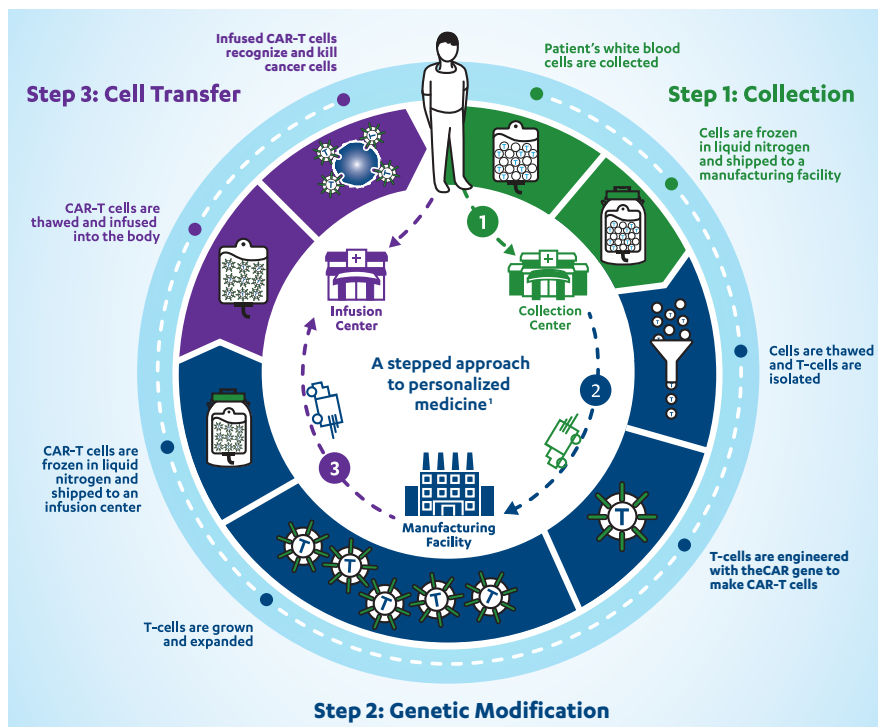 Infused CAR-T cells
recognize and kill
cancer cells
Patient's white blood
cells are collected
Step 3: Cell Transfer
Step 1: Collection
Cells are frozen
in liquid nitrogen
and shipped to a
manufacturing facility
CAR-T cells are
thawed and infused
into the body
1
Infusion
Center
Collection
Center
A stepped approach
to personalized
medicine¹
Cells are thawed
and T-cells are
isolated
2
CAR-T cells are
frozen in liquid
nitrogen and
shipped to an
infusion center
3
Manufacturing
Facility
T
T-cells are engineered
with theCAR gene to
make CAR-T cells
T
T
T
T
T
T-cells are grown
and expanded
Step 2: Genetic Modification